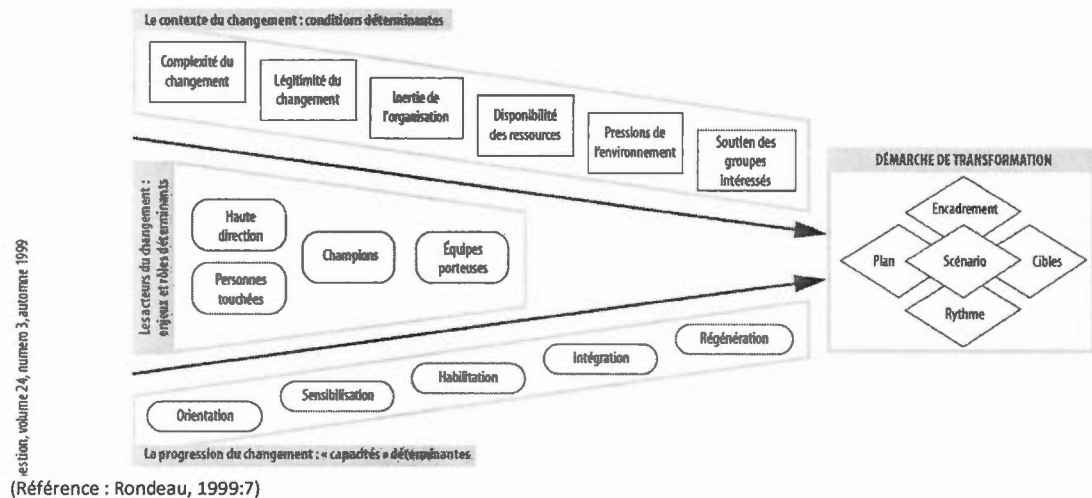 Le contexte du changement : conditions déterminantes
Complexité du
changement
Légitimité du
changement
Inertie de
l'organisation
Disponibilité
des ressources
Pressions de
l'environnement
Soutien des
groupes
intéressés
Les acteurs du changement :
enjeux et rôles déterminants
Haute
direction
Personnes
touchées
Champions
Équipes
porteuses
Orientation
Sensibilisation
Habilitation
Intégration
Régénération
La progression du changement : « capacités » déterminantes
DÉMARCHE DE TRANSFORMATION
Encadrement
Plan
Scénario
Cibles
Rythme
estion, volume 24, numero 3, automne 1999
(Référence : Rondeau, 1999:7)